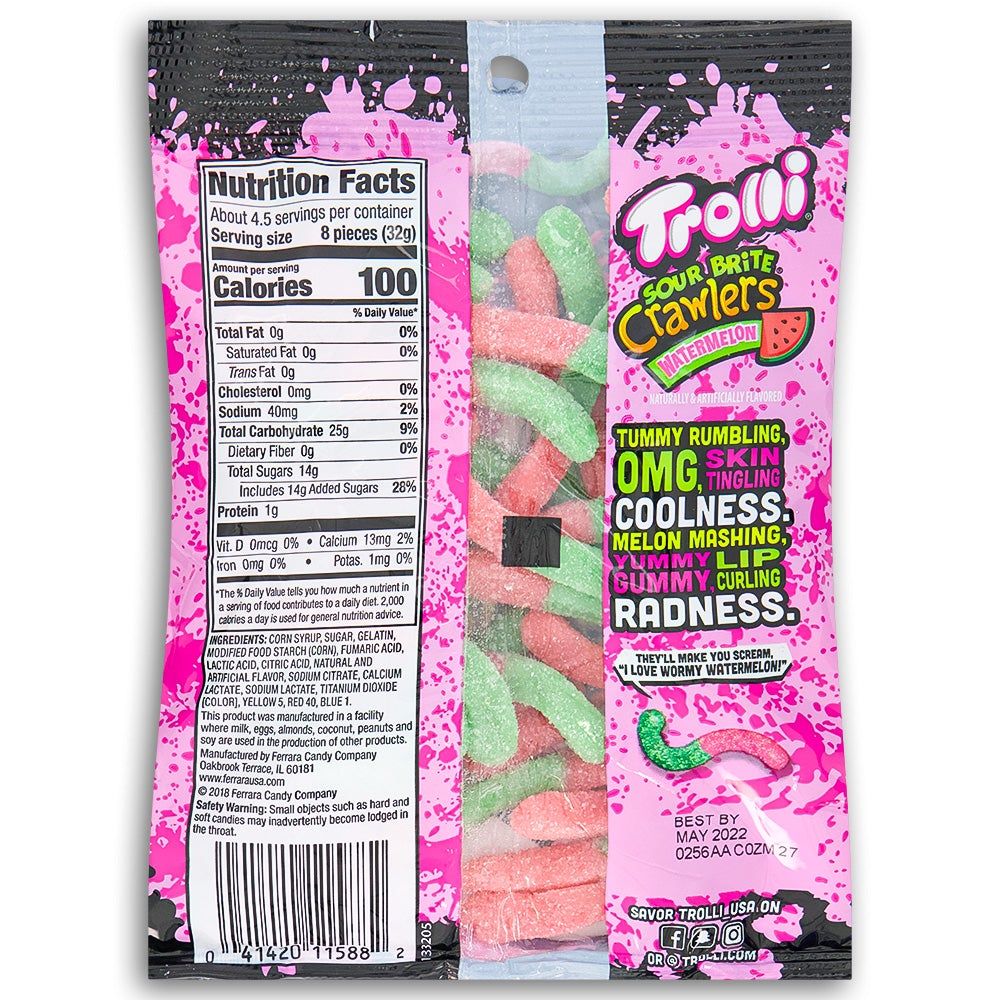 Nutrition Facts
About 4.5 servings per container
Serving size 8 pieces (32g)
Amount per serving
Calories 100
% Daily Value*
Total Fat 0g 0%
Saturated Fat 0g 0%
Trans Fat 0g
Cholesterol 0mg 0%
Sodium 40mg 2%
Total Carbohydrate 25g 9%
Dietary Fiber 0g 0%
Total Sugars 14g
Includes 14g Added Sugars 28%
Protein 1g
Vit. D 0mcg 0% • Calcium 13mg 2%
Iron 0mg 0% • Potas. 1mg 0%
*The % Daily Value tells you how much a nutrient in
a serving of food contributes to a daily diet. 2,000
calories a day is used for general nutrition advice.
INGREDIENTS: CORN SYRUP, SUGAR, GELATIN,
MODIFIED FOOD STARCH (CORN), FUMARIC ACID,
LACTIC ACID, CITRIC ACID, NATURAL AND
ARTIFICIAL FLAVOR, SODIUM CITRATE, CALCIUM
LACTATE, SODIUM LACTATE, TITANIUM DIOXIDE
(COLOR), YELLOW 5, RED 40, BLUE 1.
This product was manufactured in a facility
where milk, eggs, almonds, coconut, peanuts and
soy are used in the production of other products.
Manufactured by Ferrara Candy Company
Oakbrook Terrace, IL 60181
www.ferrarausa.com
© 2018 Ferrara Candy Company
Safety Warning: Small objects such as hard and
soft candies may inadvertently become lodged in
the throat.
0 41420 11588 2
133205
Trolli®
SOUR BRiTE®
Crawlers
WATERMELON
NATURALLY & ARTIFICIALLY FLAVORED
TUMMY RUMBLING,
OMG, SKIN
TINGLING
COOLNESS.
MELON MASHING,
YUMMY LIP
GUMMY, CURLING
RADNESS.
THEY'LL MAKE YOU SCREAM,
"I LOVE WORMY WATERMELON!"
BEST BY
MAY 2022
0256AA C0ZM 27
SAVOR TROLLI_USA ON
OR @ TROLLI.COM